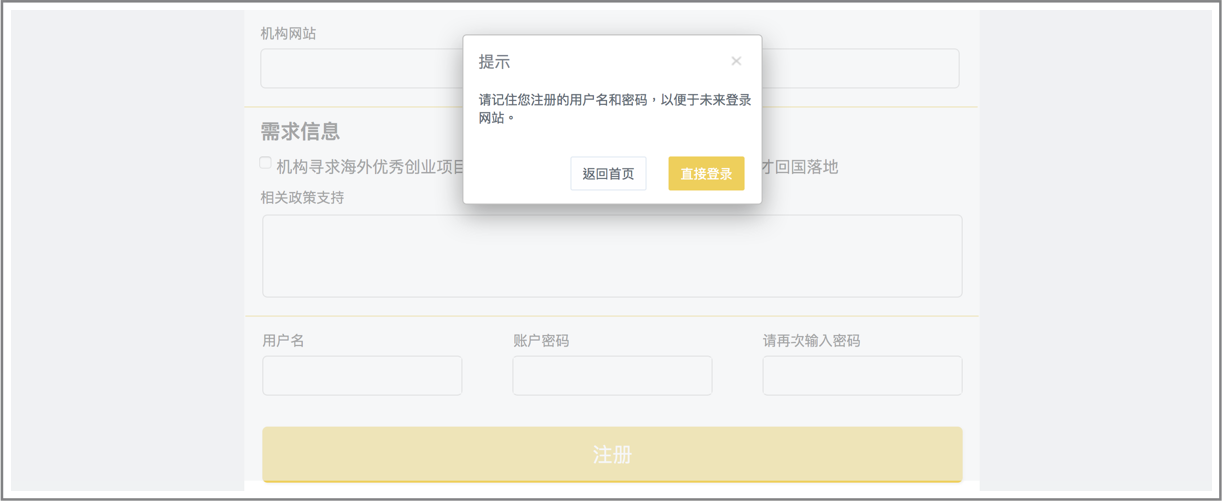 机构网站
提示
×
请记住您注册的用户名和密码，以便于未来登录
网站。
返回首页 直接登录
需求信息
机构寻求海外优秀创业项目
才回国落地
相关政策支持
用户名 账户密码 请再次输入密码
注册